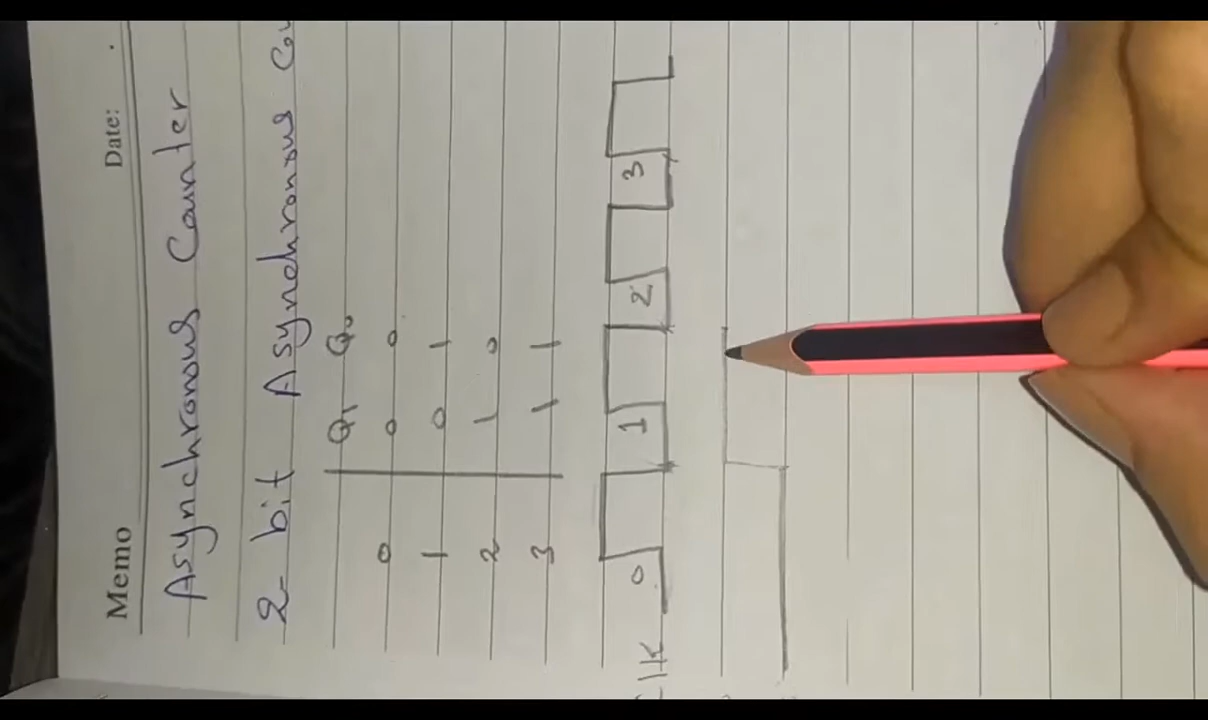 Memo Date:
Asynchronous Counter
2- bit Asynchronous
Q1 Q0
0 0 0
1 0 1
2 1 0
3 1 1
Clk 0 1 2 3